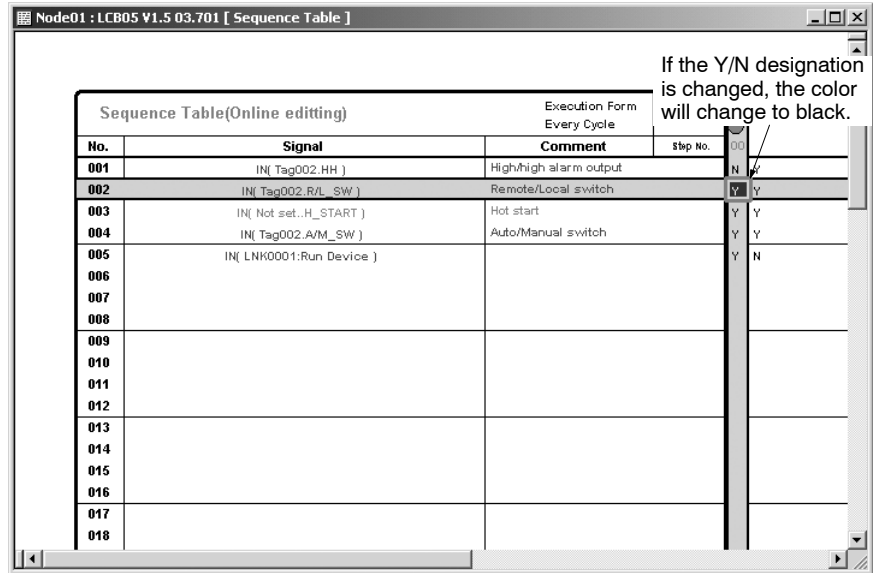 Node01 : LCB05 V1.5 03.701 [ Sequence Table ]
If the Y/N designation
is changed, the color
will change to black.
Sequence Table(Online editting)
Execution Form
Every Cycle
No. Signal Comment Step No. 00
001 IN( Tag002.HH ) High/high alarm output N Y
002 IN( Tag002.R/L_SW ) Remote/Local switch Y Y
003 IN( Not set..H_START ) Hot start Y Y
004 IN( Tag002.A/M_SW ) Auto/Manual switch Y Y
005 IN( LNK0001:Run Device ) Y N
006
007
008
009
010
011
012
013
014
015
016
017
018